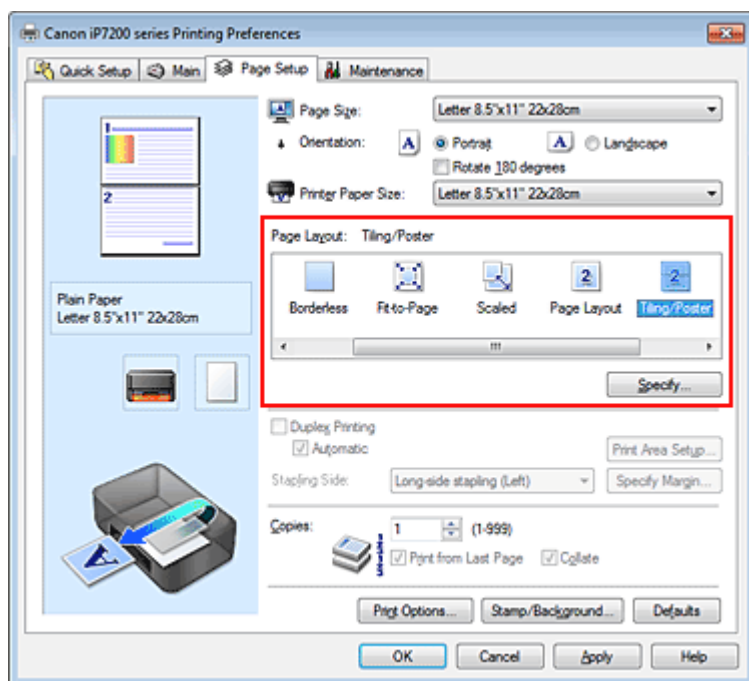 Canon iP7200 series Printing Preferences
Quick Setup Main Page Setup Maintenance
Page Size: Letter 8.5"x11" 22x28cm
Orientation: A Portrait A Landscape
Rotate 180 degrees
Printer Paper Size: Letter 8.5"x11" 22x28cm
1
2
Page Layout: Tiling/Poster
2 2
Borderless Fit-to-Page Scaled Page Layout Tiling/Poster
Plain Paper
Letter 8.5"x11" 22x28cm
Specify...
Duplex Printing
Automatic Print Area Setup...
Stapling Side: Long-side stapling (Left) Specify Margin...
Copies: 1 (1-999)
Print from Last Page Collate
A
Print Options... Stamp/Background... Defaults
OK Cancel Apply Help